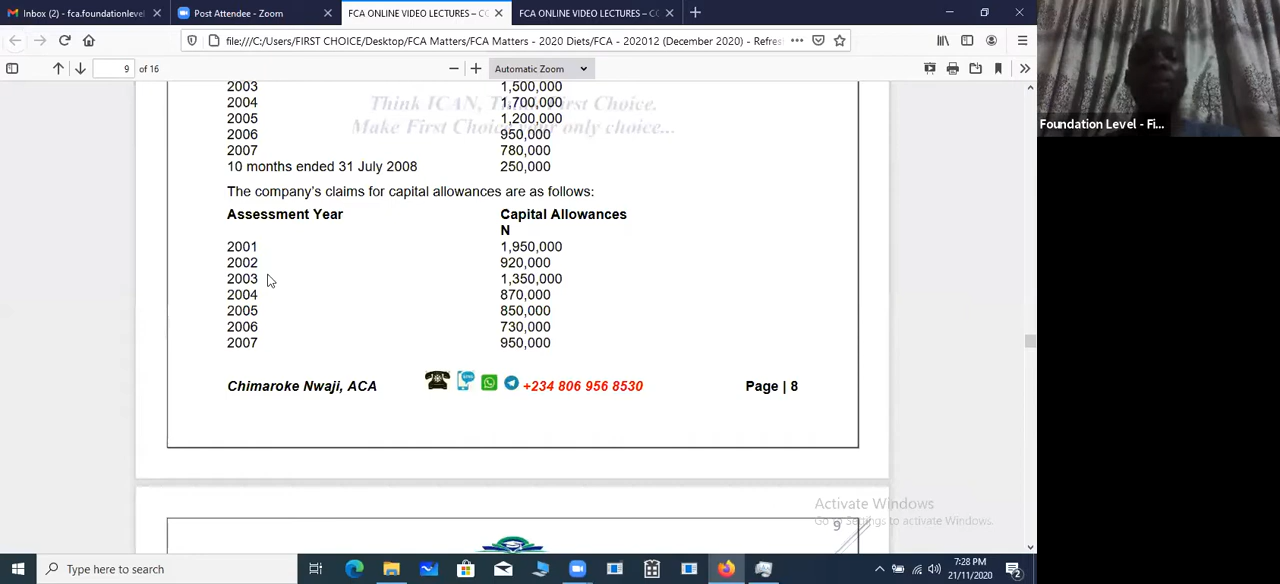 Inbox (2) - fca.foundationlevel
Post Attendee - Zoom
FCA ONLINE VIDEO LECTURES – CC
FCA ONLINE VIDEO LECTURES – CC
file:///C:/Users/FIRST CHOICE/Desktop/FCA Matters/FCA Matters - 2020 Diets/FCA - 202012 (December 2020) - Refres
9 of 16
Automatic Zoom
2003 1,500,000
Think ICAN, Think First Choice.
2004 1,700,000
2005 1,200,000
Make First Choice your only choice...
2006 950,000
2007 780,000
10 months ended 31 July 2008 250,000
The company's claims for capital allowances are as follows:
Assessment Year Capital Allowances
N
2001 1,950,000
2002 920,000
2003 1,350,000
2004 870,000
2005 850,000
2006 730,000
2007 950,000
Chimaroke Nwaji, ACA +234 806 956 8530 Page | 8
9
Activate Windows
Go to Settings to activate Windows.
Foundation Level - Fi...
Type here to search
7:28 PM
21/11/2020
2